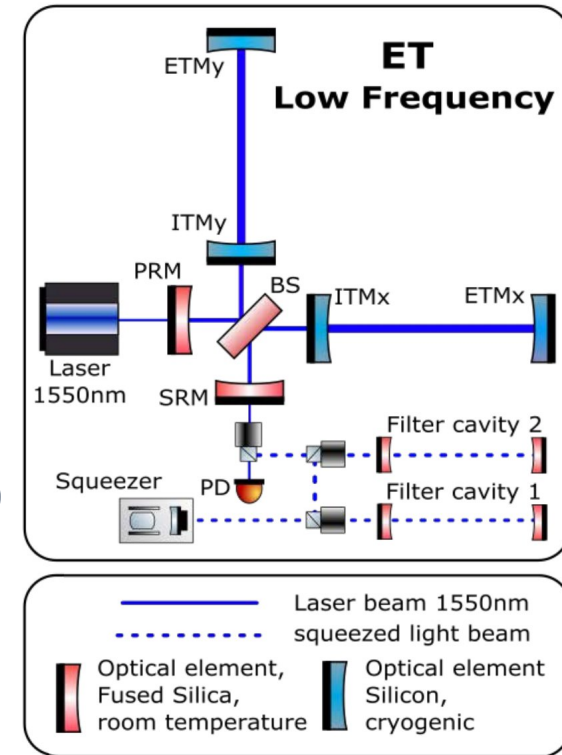 ET
Low Frequency
ETMy
ITMy
PRM
BS
ITMx
ETMx
Laser
1550nm
SRM
Filter cavity 2
Squeezer
PD
Filter cavity 1
Laser beam 1550nm
squeezed light beam
Optical element,
Fused Silica,
room temperature
Optical element
Silicon,
cryogenic